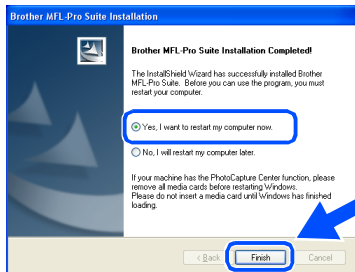 Brother MFL-Pro Suite Installation
Brother MFL-Pro Suite Installation Completed!
The InstallShield Wizard has successfully installed Brother
MFL-Pro Suite. Before you can use the program, you must
restart your computer.
Yes, I want to restart my computer now.
No, I will restart my computer later.
If your machine has the PhotoCapture Center function, please
remove all media cards before restarting Windows.
Please do not insert a media card until Windows has finished
loading.
< Back
Finish
Cancel